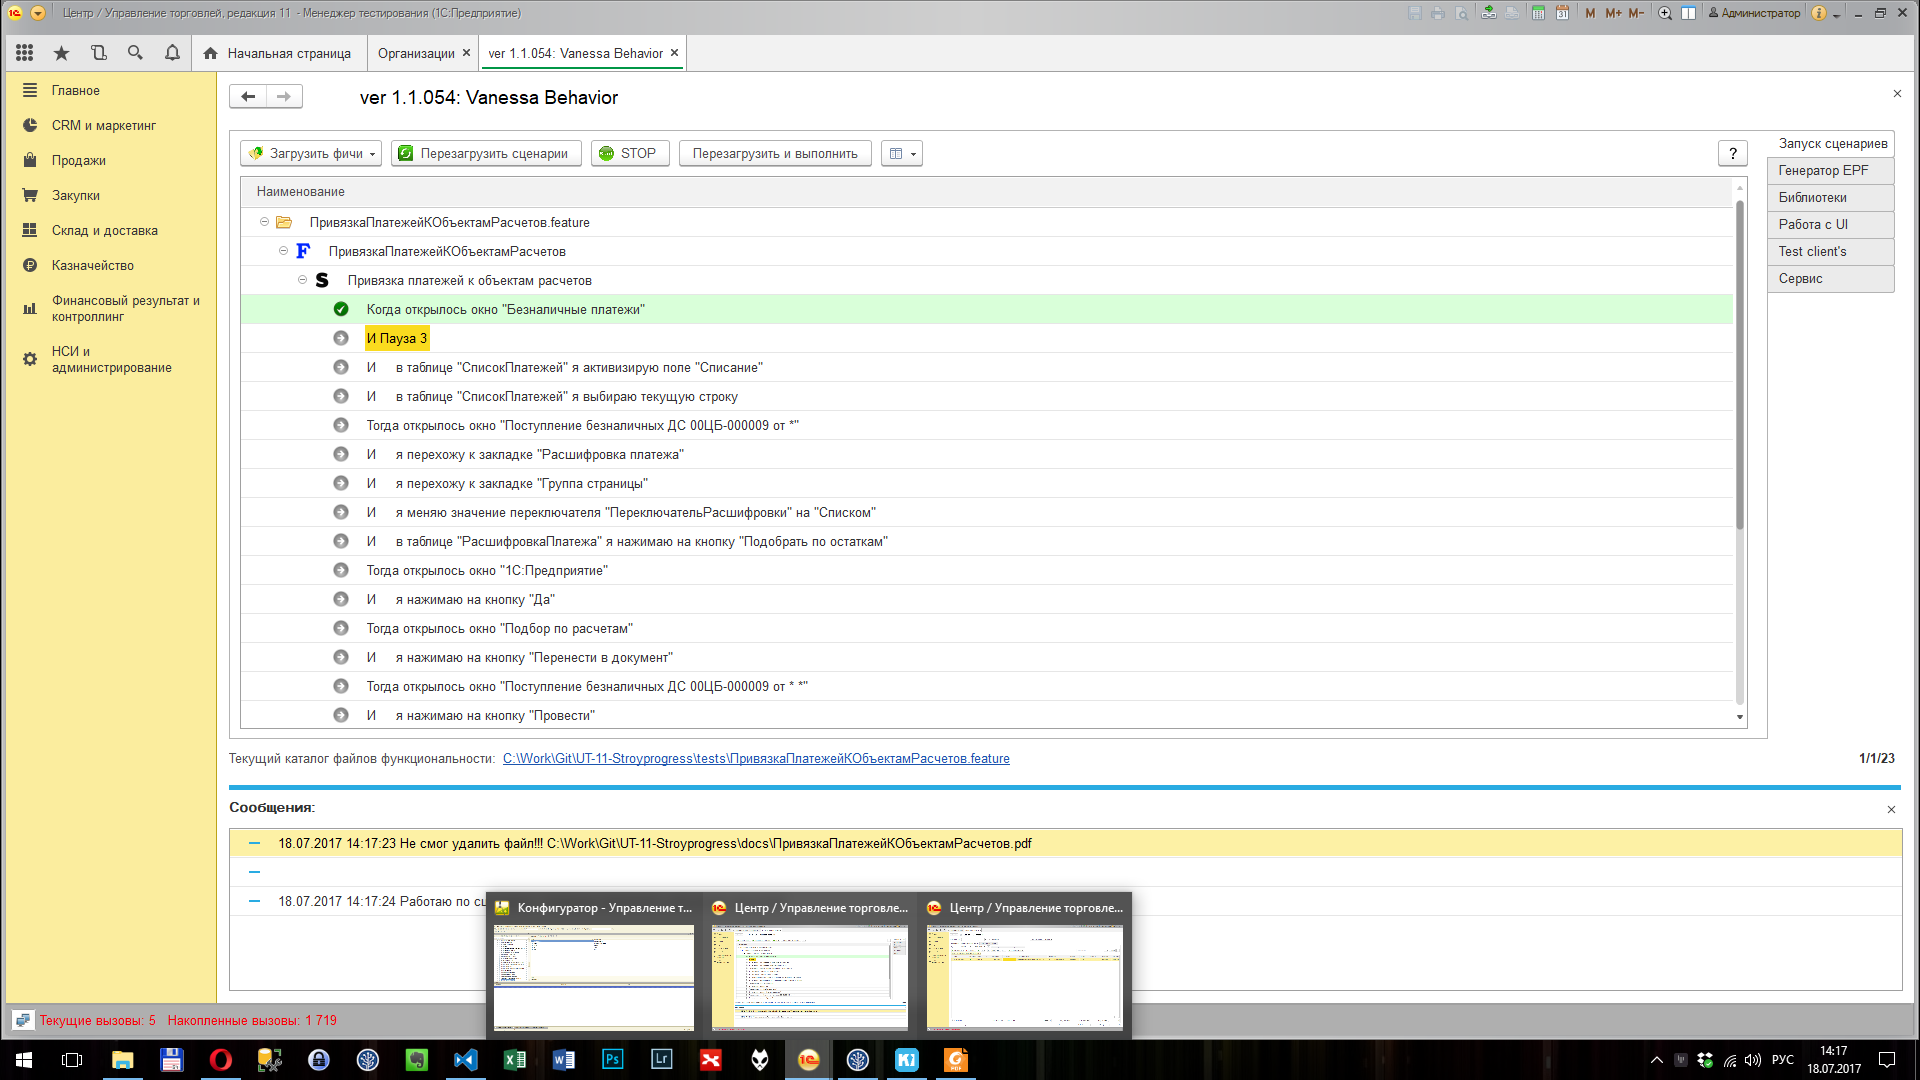 Центр / Управление торговлей, редакция 11 - Менеджер тестирования (1С:Предприятие)
M M+ M-
Администратор
Начальная страница
Организации
ver 1.1.054: Vanessa Behavior
Главное
CRM и маркетинг
Продажи
Закупки
Склад и доставка
Казначейство
Финансовый результат и
контроллинг
НСИ и
администрирование
ver 1.1.054: Vanessa Behavior
Загрузить фичи
Перезагрузить сценарии
STOP
Перезагрузить и выполнить
?
Запуск сценариев
Генератор EPF
Библиотеки
Работа с UI
Test client's
Сервис
Наименование
ПривязкаПлатежейКОбъектамРасчетов.feature
F ПривязкаПлатежейКОбъектамРасчетов
S Привязка платежей к объектам расчетов
Когда открылось окно "Безналичные платежи"
И Пауза 3
И в таблице "СписокПлатежей" я активизирую поле "Списание"
И в таблице "СписокПлатежей" я выбираю текущую строку
Тогда открылось окно "Поступление безналичных ДС 00ЦБ-000009 от *"
И я перехожу к закладке "Расшифровка платежа"
И я перехожу к закладке "Группа страницы"
И я меняю значение переключателя "ПереключательРасшифровки" на "Списком"
И в таблице "РасшифровкаПлатежа" я нажимаю на кнопку "Подобрать по остаткам"
Тогда открылось окно "1С:Предприятие"
И я нажимаю на кнопку "Да"
Тогда открылось окно "Подбор по расчетам"
И я нажимаю на кнопку "Перенести в документ"
Тогда открылось окно "Поступление безналичных ДС 00ЦБ-000009 от * *"
И я нажимаю на кнопку "Провести"
Текущий каталог файлов функциональности: C:\Work\Git\UT-11-Stroyprogress\tests\ПривязкаПлатежейКОбъектамРасчетов.feature
1/1/23
Сообщения:
18.07.2017 14:17:23 Не смог удалить файл!!! C:\Work\Git\UT-11-Stroyprogress\docs\ПривязкаПлатежейКОбъектамРасчетов.pdf
18.07.2017 14:17:24 Работаю по сц
Конфигуратор - Управление т...
Центр / Управление торговле...
Центр / Управление торговле...
Текущие вызовы: 5 Накопленные вызовы: 1 719
Ps
Lr
Ki
РУС
14:17
18.07.2017